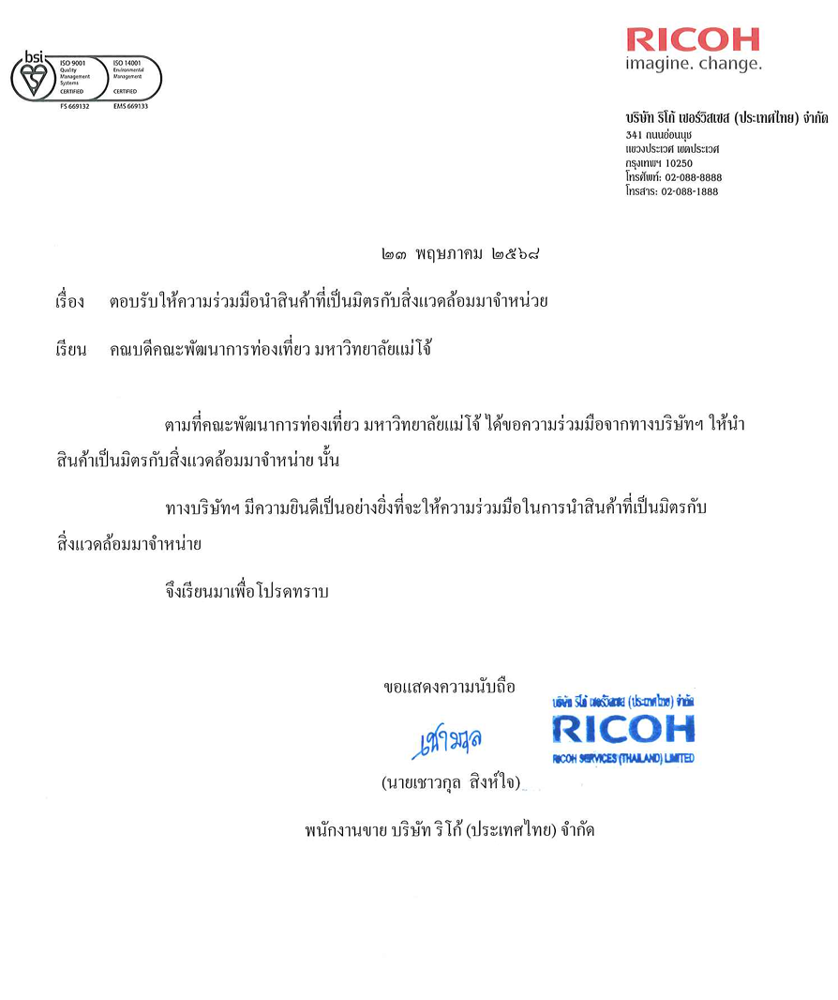 bsi
ISO 9001
Quality
Management
Systems
CERTIFIED
FS 669132
ISO 14001
Environmental
Management
CERTIFIED
EMS 669133
RICOH
imagine. change.
บริษัท ริโก้ เซอร์วิสเซส (ประเทศไทย) จำกัด
341 ถนนอ่อนนุช
แขวงประเวศ เขตประเวศ
กรุงเทพฯ 10250
โทรศัพท์: 02-088-8888
โทรสาร: 02-088-1888
๒๓ พฤษภาคม ๒๕๖๘
เรื่อง ตอบรับให้ความร่วมมือนำสินค้าที่เป็นมิตรกับสิ่งแวดล้อมมาจำหน่วย
เรียน คณบดีคณะพัฒนาการท่องเที่ยว มหาวิทยาลัยแม่โจ้
ตามที่คณะพัฒนาการท่องเที่ยว มหาวิทยาลัยแม่โจ้ ได้ขอความร่วมมือจากทางบริษัทฯ ให้นำ
สินค้าเป็นมิตรกับสิ่งแวดล้อมมาจำหน่าย นั้น
ทางบริษัทฯ มีความยินดีเป็นอย่างยิ่งที่จะให้ความร่วมมือในการนำสินค้าที่เป็นมิตรกับ
สิ่งแวดล้อมมาจำหน่าย
จึงเรียนมาเพื่อโปรดทราบ
ขอแสดงความนับถือ
บริษัท ริโก้ เซอร์วิสเซส (ประเทศไทย) จำกัด
RICOH
RICOH SERVICES (THAILAND) LIMITED
(นายเชาวกุล สิงห์ใจ)
พนักงานขาย บริษัท ริโก้ (ประเทศไทย) จำกัด